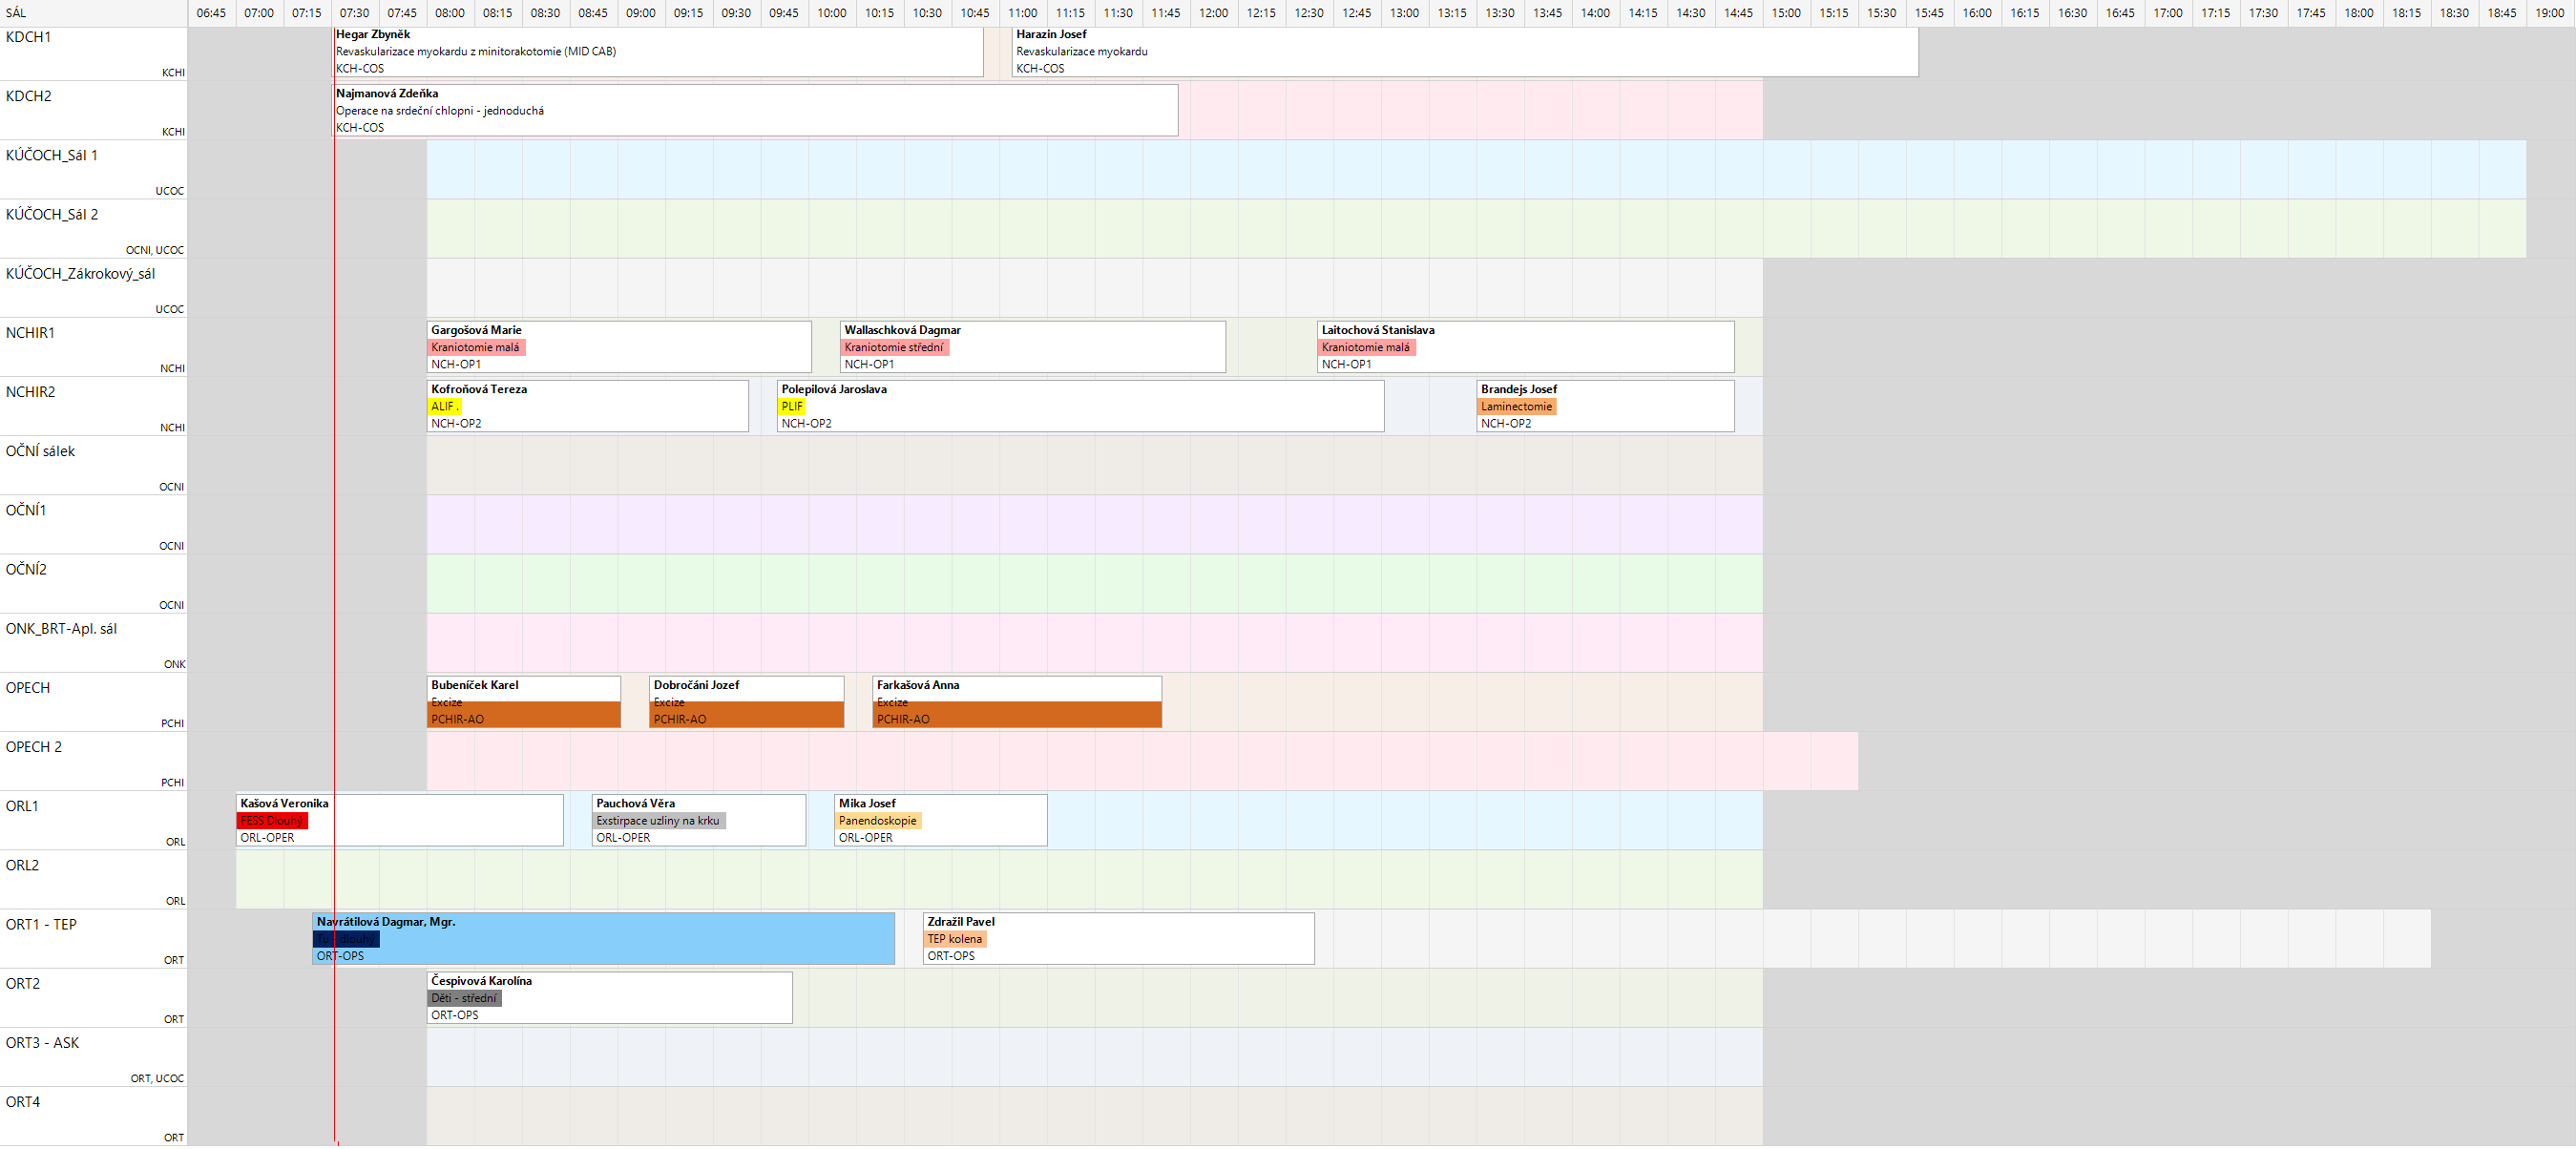 SÁL 06:45 07:00 07:15 07:30 07:45 08:00 08:15 08:30 08:45 09:00 09:15 09:30 09:45 10:00 10:15 10:30 10:45 11:00 11:15 11:30 11:45 12:00 12:15 12:30 12:45 13:00 13:15 13:30 13:45 14:00 14:15 14:30 14:45 15:00 15:15 15:30 15:45 16:00 16:15 16:30 16:45 17:00 17:15 17:30 17:45 18:00 18:15 18:30 18:45 19:00
KDCH1 Hegar Zbyněk Harazin Josef
Revaskularizace myokardu z minitorakotomie (MID CAB) Revaskularizace myokardu
KCHI KCH-COS KCH-COS
KDCH2 Najmanová Zdeňka
Operace na srdeční chlopni - jednoduchá
KCHI KCH-COS
KÚČOCH_Sál 1
UCOC
KÚČOCH_Sál 2
OCNI, UCOC
KÚČOCH_Zákrokový_sál
UCOC
NCHIR1 Gargošová Marie Wallaschková Dagmar Laitochová Stanislava
Kraniotomie malá Kraniotomie střední Kraniotomie malá
NCHI NCH-OP1 NCH-OP1 NCH-OP1
NCHIR2 Kofroňová Tereza Polepilová Jaroslava Brandejs Josef
ALIF . PLIF Laminectomie
NCHI NCH-OP2 NCH-OP2 NCH-OP2
OČNÍ sálek
OCNI
OČNÍ1
OCNI
OČNÍ2
OCNI
ONK_BRT-Apl. sál
ONK
OPECH Bubeníček Karel Dobročáni Jozef Farkašová Anna
Excize Excize Excize
PCHI PCHIR-AO PCHIR-AO PCHIR-AO
OPECH 2
PCHI
ORL1 Kašová Veronika Pauchová Věra Mika Josef
FESS Dlouhý Exstirpace uzliny na krku Panendoskopie
ORL ORL-OPER ORL-OPER ORL-OPER
ORL2
ORL
ORT1 - TEP Navrátilová Dagmar, Mgr. Zdražil Pavel
dlouhý TEP kolena
ORT ORT-OPS ORT-OPS
ORT2 Čespivová Karolína
Děti - střední
ORT ORT-OPS
ORT3 - ASK
ORT, UCOC
ORT4
ORT